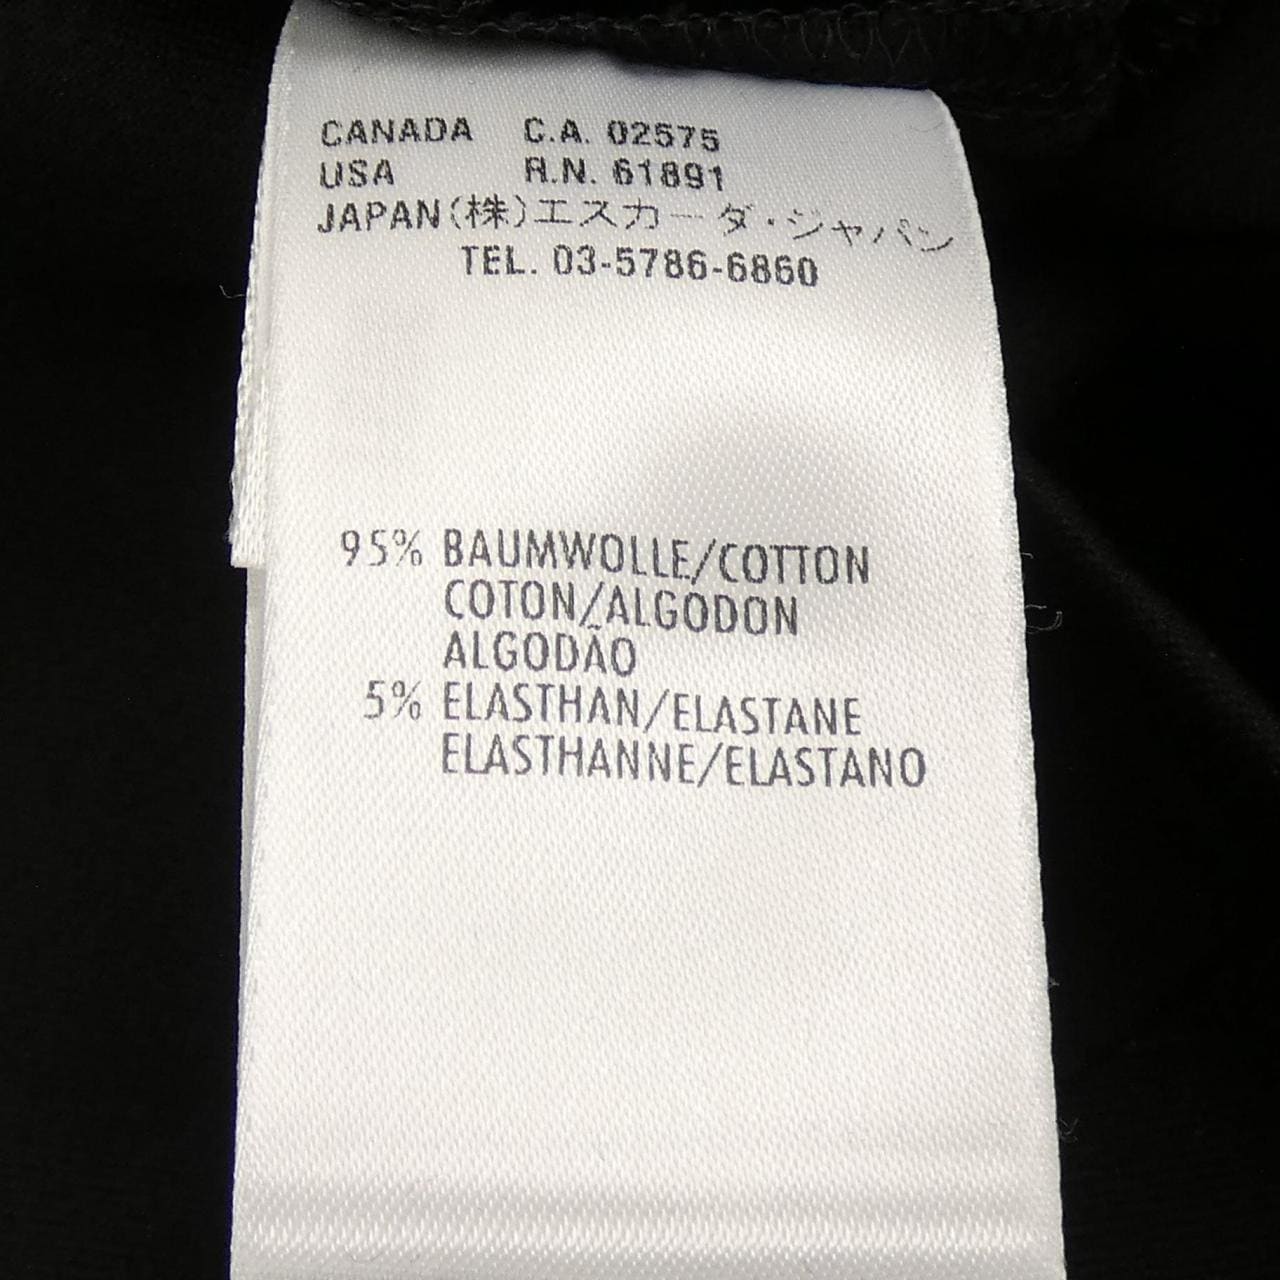 CANADA C.A. 02575
USA R.N. 61891
JAPAN(株)エスカーダ・ジャパン
TEL. 03-5786-6860
95% BAUMWOLLE/COTTON
COTON/ALGODON
ALGODÃO
5% ELASTHAN/ELASTANE
ELASTHANNE/ELASTANO